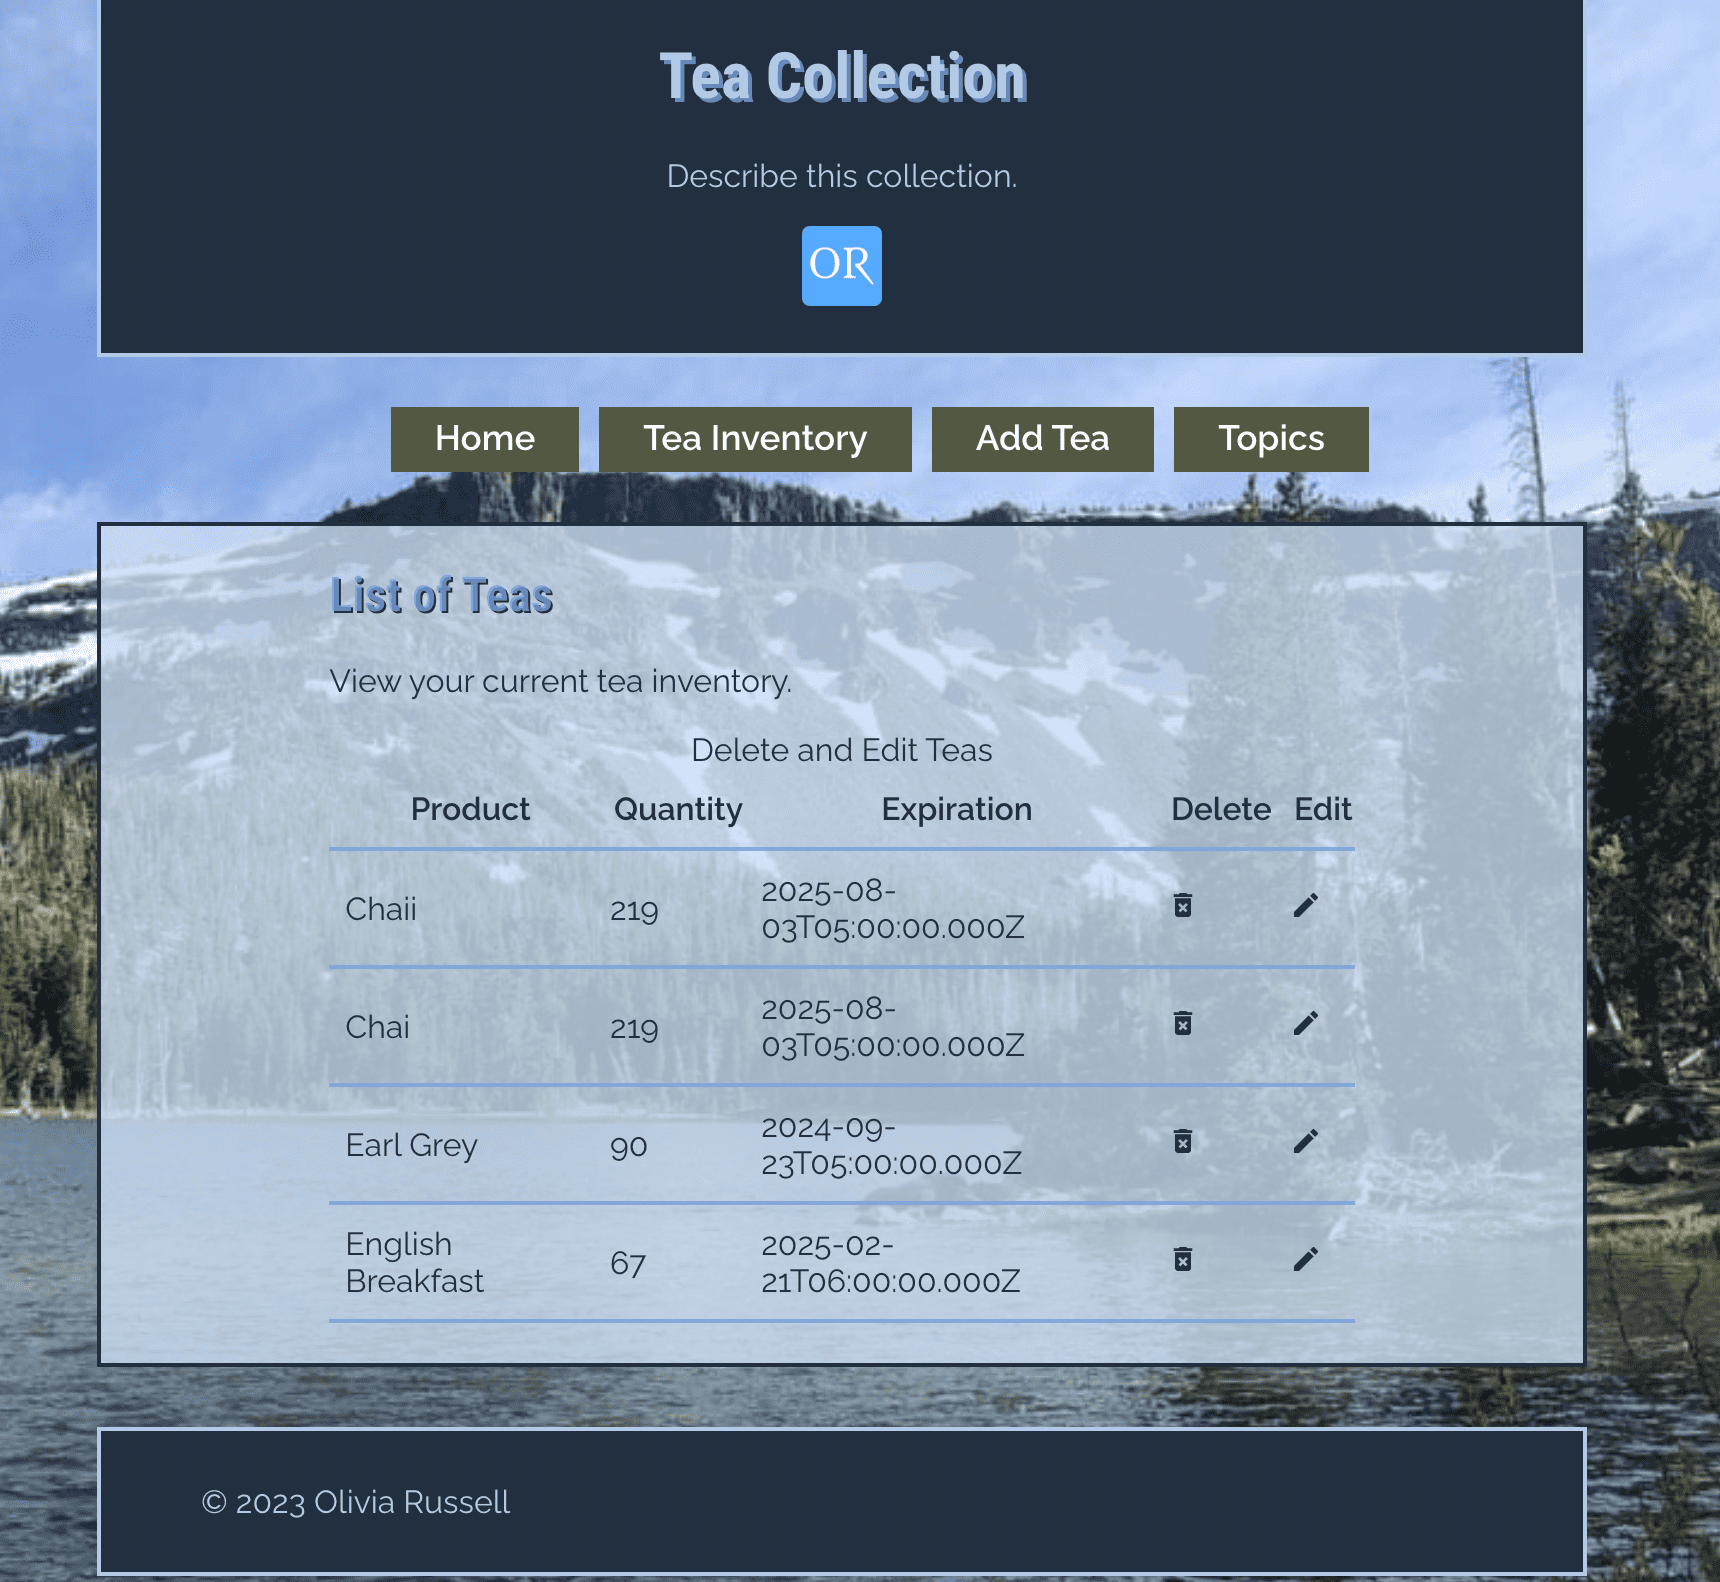 Tea Collection
Describe this collection.
OR
Home Tea Inventory Add Tea Topics
List of Teas
View your current tea inventory.
Delete and Edit Teas
Product Quantity Expiration Delete Edit
Chaii 219 2025-08-
03T05:00:00.000Z
Chai 219 2025-08-
03T05:00:00.000Z
Earl Grey 90 2024-09-
23T05:00:00.000Z
English
Breakfast 67 2025-02-
21T06:00:00.000Z
© 2023 Olivia Russell